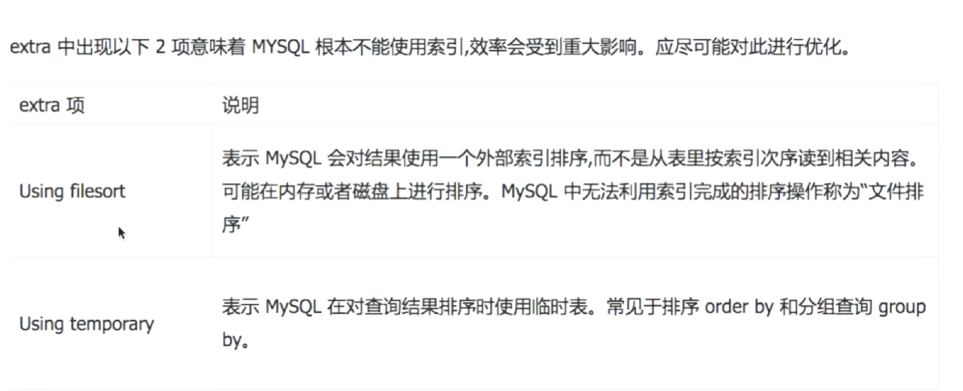 extra 中出现以下 2 项意味着 MYSQL 根本不能使用索引,效率会受到重大影响。应尽可能对此进行优化。
extra 项
说明
Using filesort
表示 MySQL 会对结果使用一个外部索引排序,而不是从表里按索引次序读到相关内容。
可能在内存或者磁盘上进行排序。MySQL 中无法利用索引完成的排序操作称为“文件排
序”
Using temporary
表示 MySQL 在对查询结果排序时使用临时表。常见于排序 order by 和分组查询 group
by。